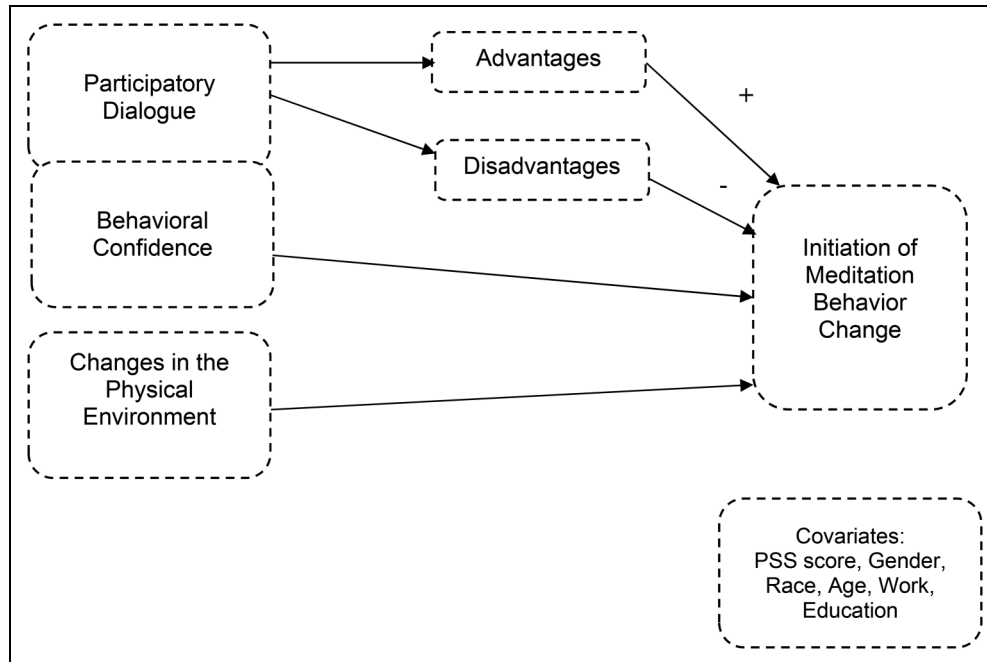 Participatory
Dialogue
Advantages
+
Disadvantages
-
Behavioral
Confidence
Initiation of
Meditation
Behavior
Change
Changes in the
Physical
Environment
Covariates:
PSS score, Gender,
Race, Age, Work,
Education